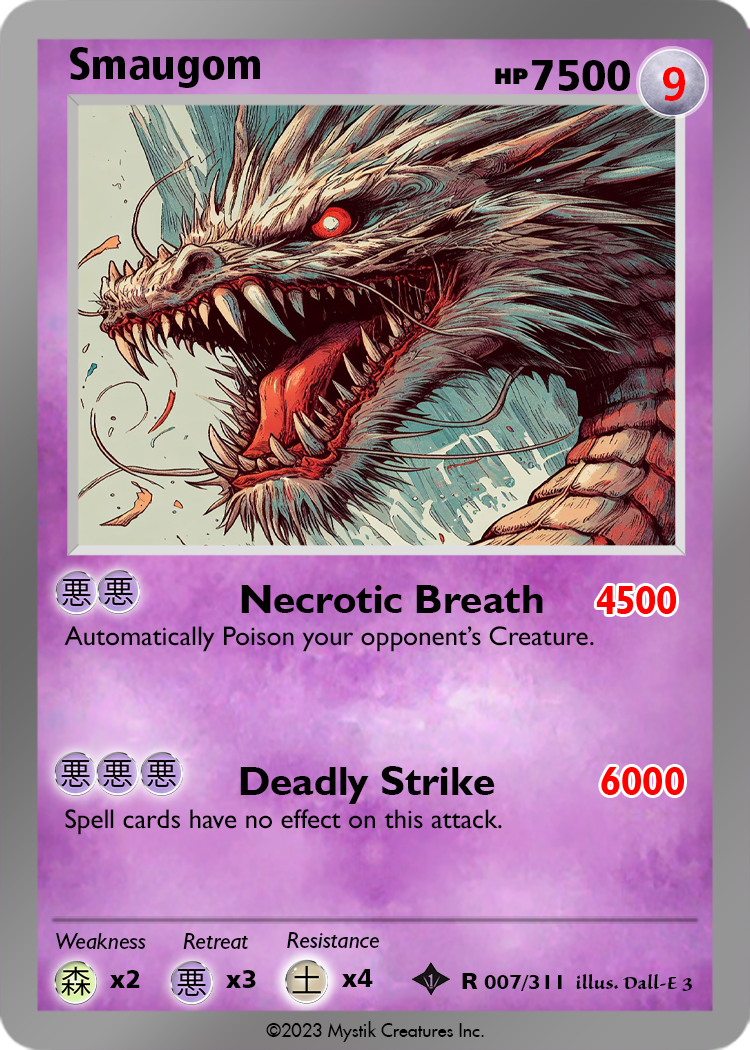 Smaugom HP7500 9
悪悪 Necrotic Breath 4500
Automatically Poison your opponent's Creature.
悪悪悪 Deadly Strike 6000
Spell cards have no effect on this attack.
Weakness Retreat Resistance
森 x2 悪 x3 土 x4 1 R 007/311 illus. Dall-E 3
©2023 Mystik Creatures Inc.